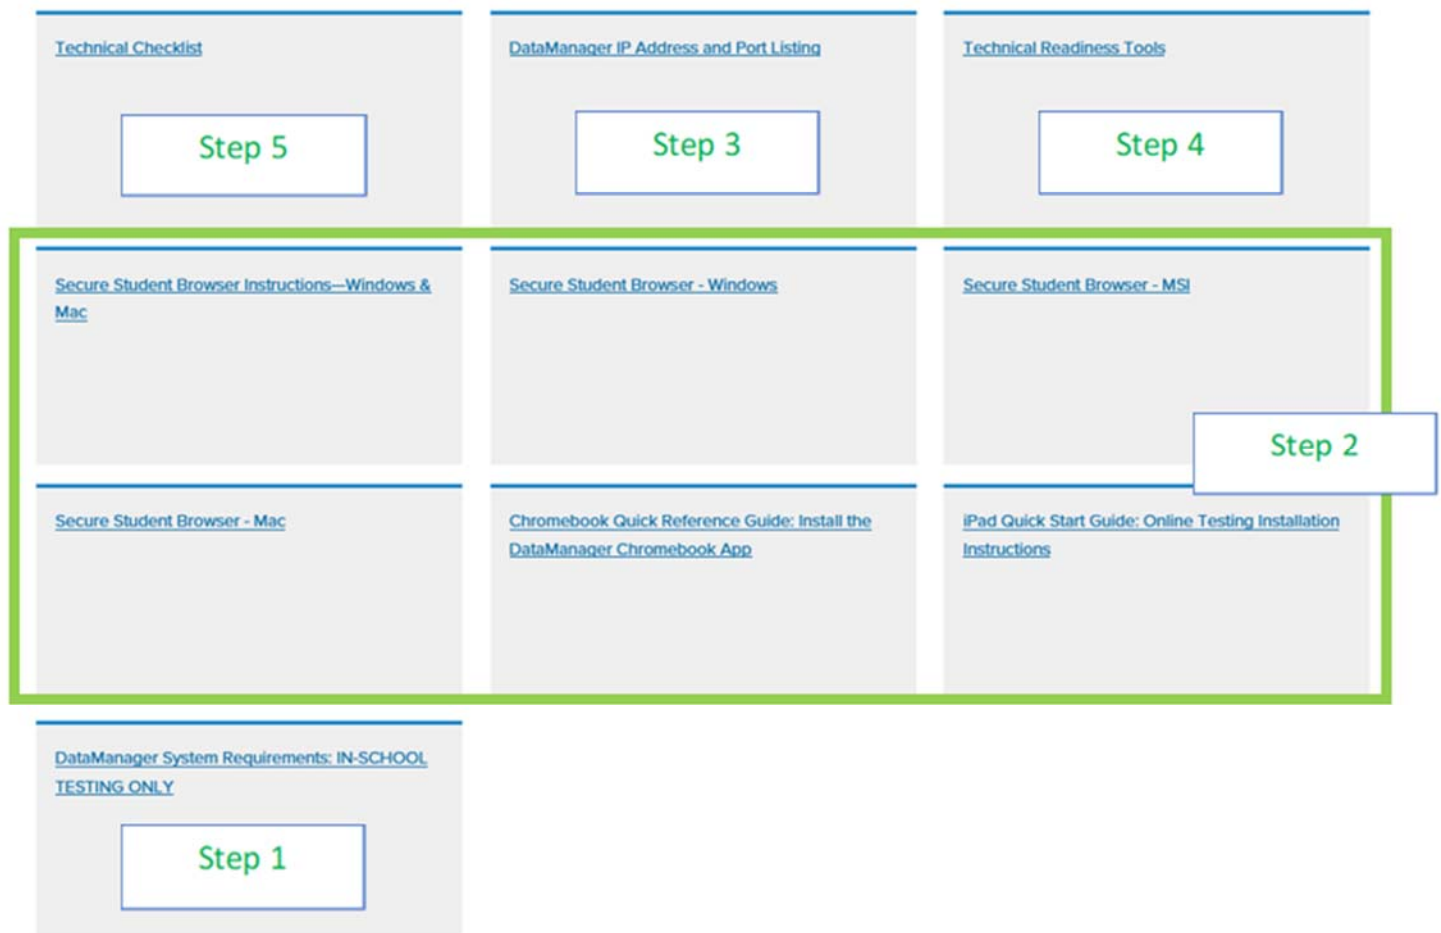 Technical Checklist
DataManager IP Address and Port Listing
Technical Readiness Tools
Step 5
Step 3
Step 4
Secure Student Browser Instructions—Windows &
Mac
Secure Student Browser - Windows
Secure Student Browser - MSI
Step 2
Secure Student Browser - Mac
Chromebook Quick Reference Guide: Install the
DataManager Chromebook App
iPad Quick Start Guide: Online Testing Installation
Instructions
DataManager System Requirements: IN-SCHOOL
TESTING ONLY
Step 1